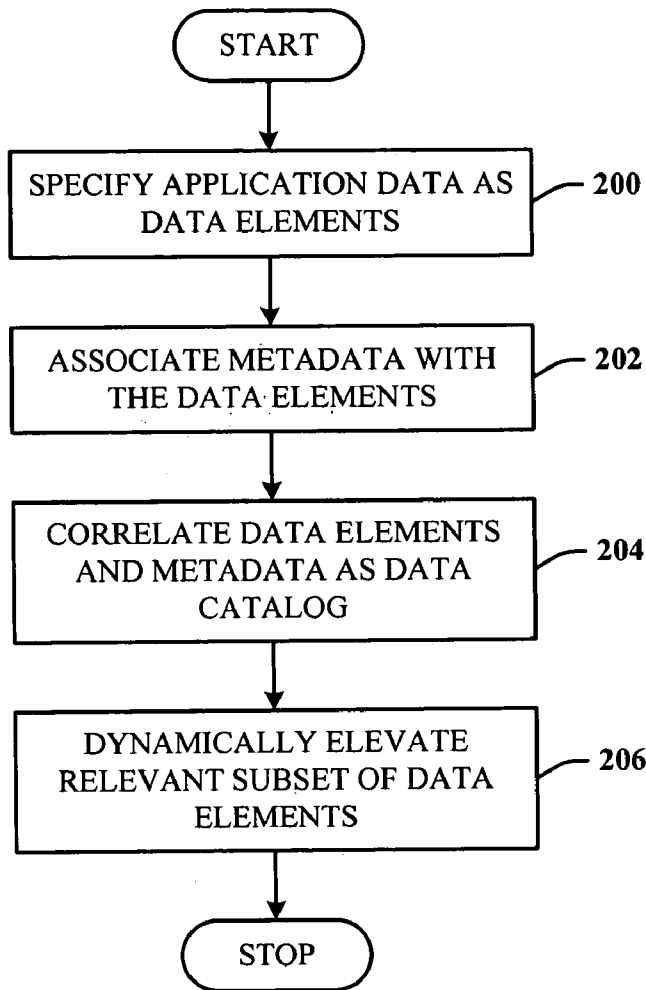 START
SPECIFY APPLICATION DATA AS
DATA ELEMENTS
200
ASSOCIATE METADATA WITH
THE DATA ELEMENTS
202
CORRELATE DATA ELEMENTS
AND METADATA AS DATA
CATALOG
204
DYNAMICALLY ELEVATE
RELEVANT SUBSET OF DATA
ELEMENTS
206
STOP